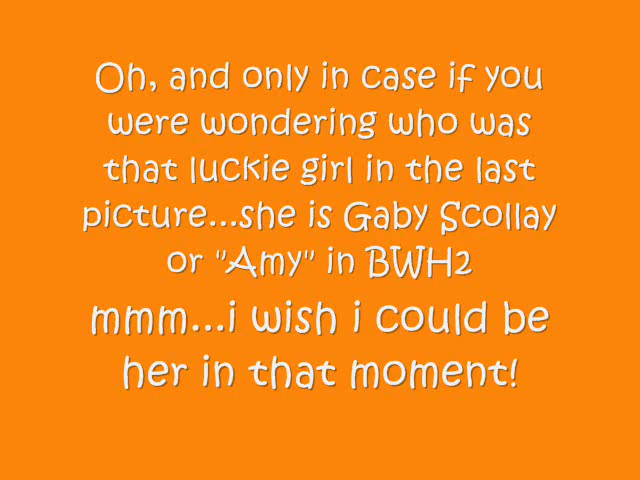 Oh, and only in case if you
were wondering who was
that luckie girl in the last
picture...she is Gaby Scollay
or "Amy" in BWH2
mmm...i wish i could be
her in that moment!